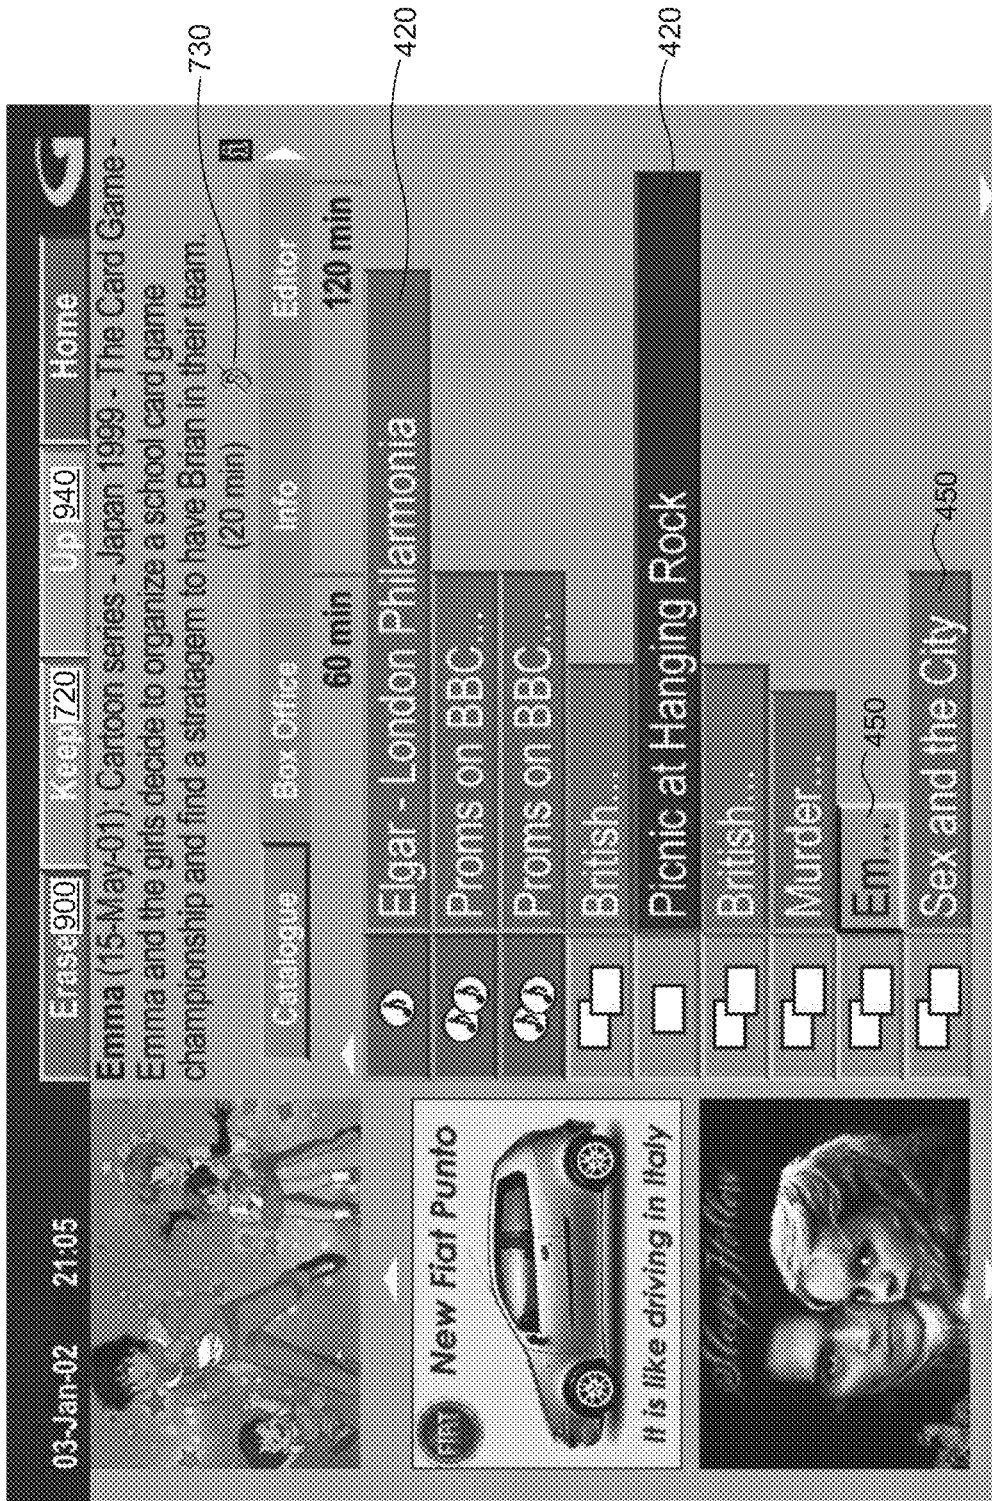 03-Jan-02 21:05
Erase 900 Keep 720 Up 940 Home
Emma (15-May-01): Cartoon series - Japan 1999 - The Card Game -
Emma and the girls decide to organize a school card game
championship and find a stratagem to have Brian in their team.
(20 min)
730
Catalogue Box Office Info Editor
60 min 120 min
Elgar - London Philarmonia
420
Proms on BBC...
Proms on BBC...
British...
Picnic at Hanging Rock
420
British...
Murder...
Em...
450
Sex and the City
450
FIAT New Fiat Punto
It is like driving in Italy